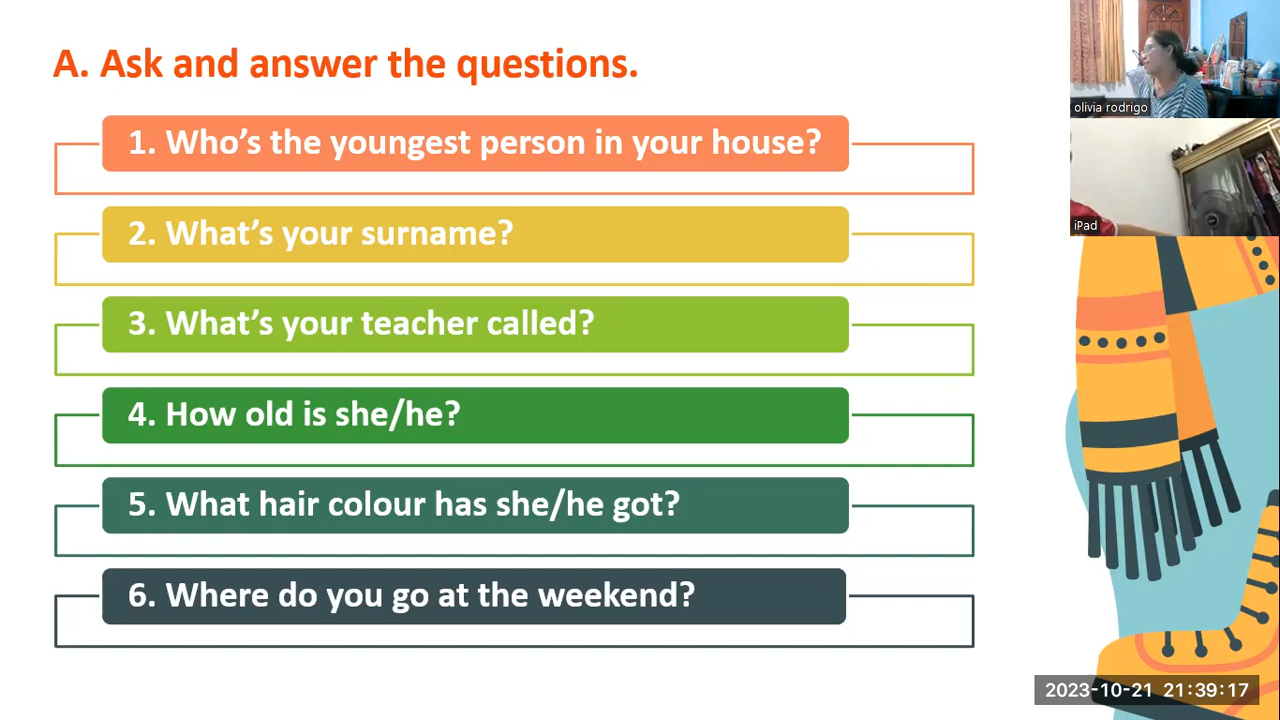 A. Ask and answer the questions.
1. Who's the youngest person in your house?
2. What's your surname?
3. What's your teacher called?
4. How old is she/he?
5. What hair colour has she/he got?
6. Where do you go at the weekend?
olivia rodrigo
iPad
2023-10-21 21:39:17